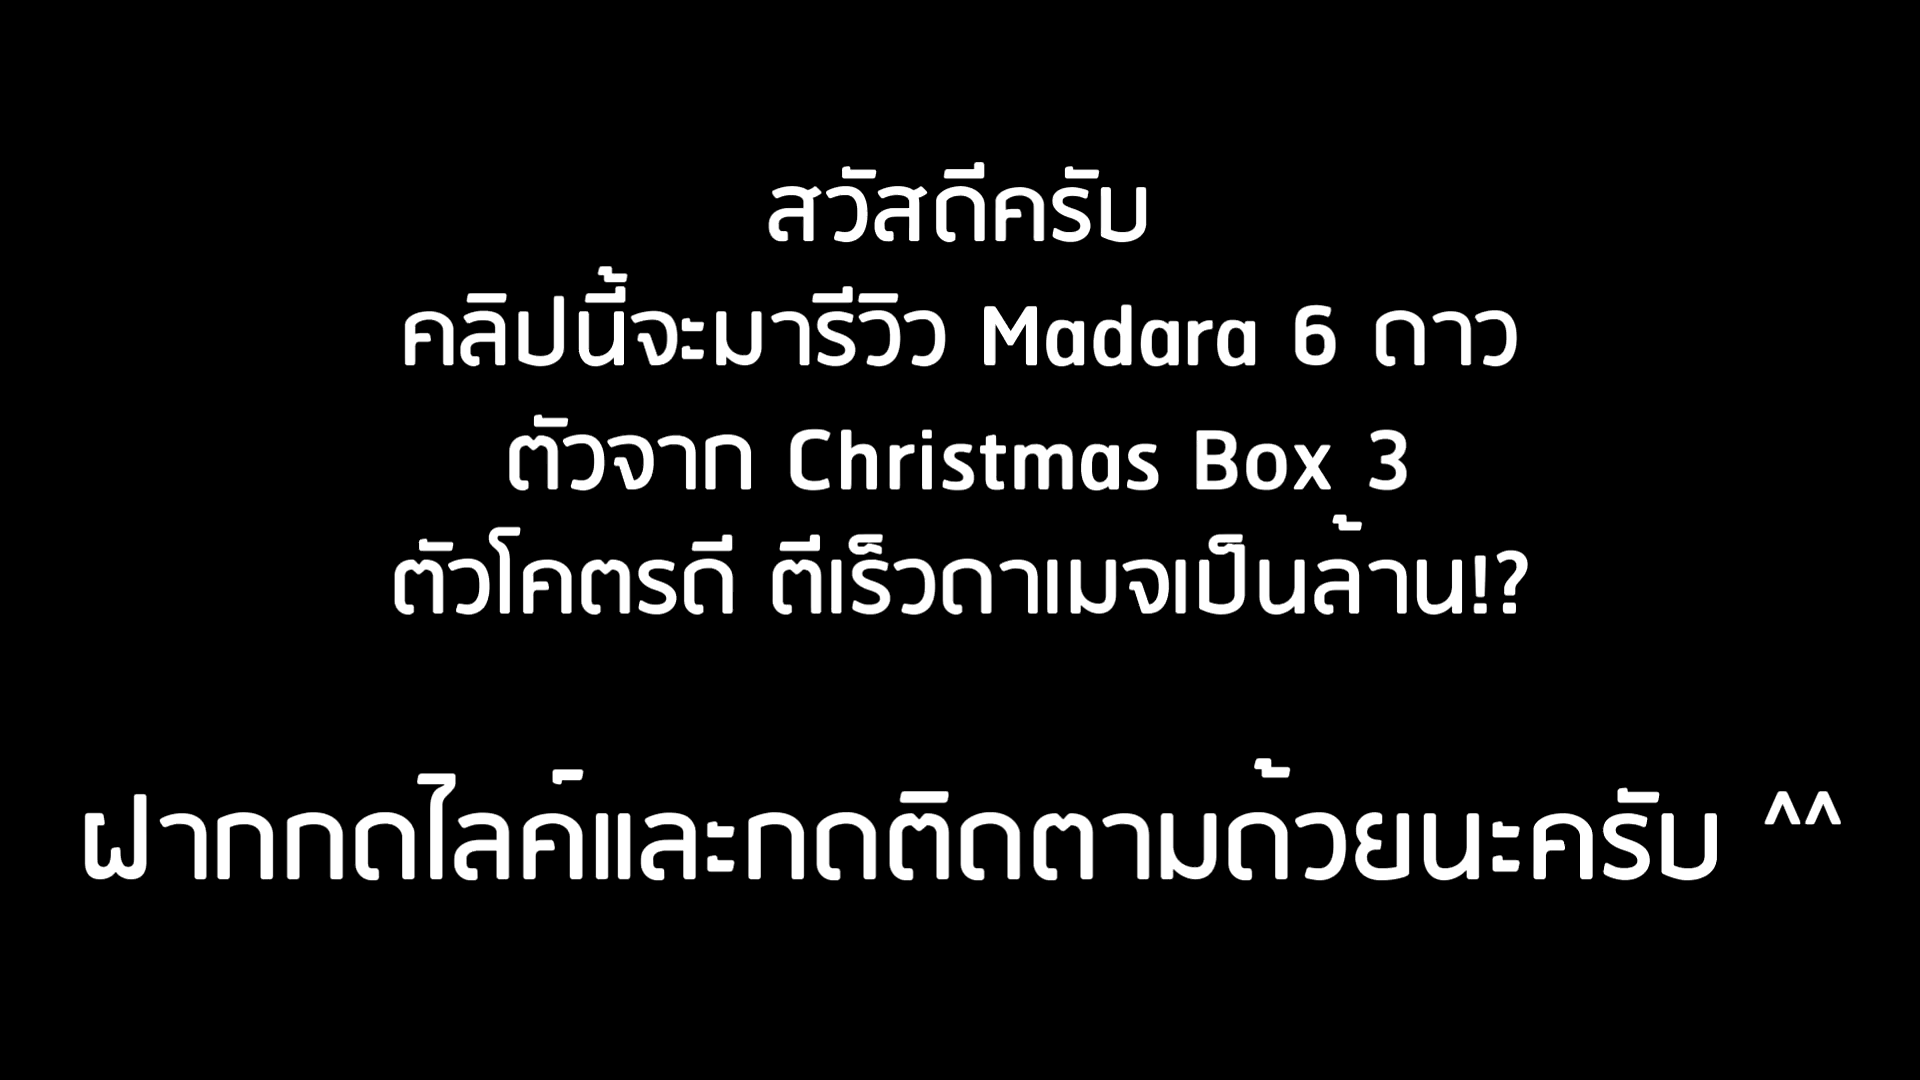 สวัสดีครับ
คลิปนี้จะมารีวิว Madara 6 ดาว
ตัวจาก Christmas Box 3
ตัวโคตรดี ตีเร็วดาเมจเป็นล้าน!?
ฝากกดไลค์และกดติดตามด้วยนะครับ ^^